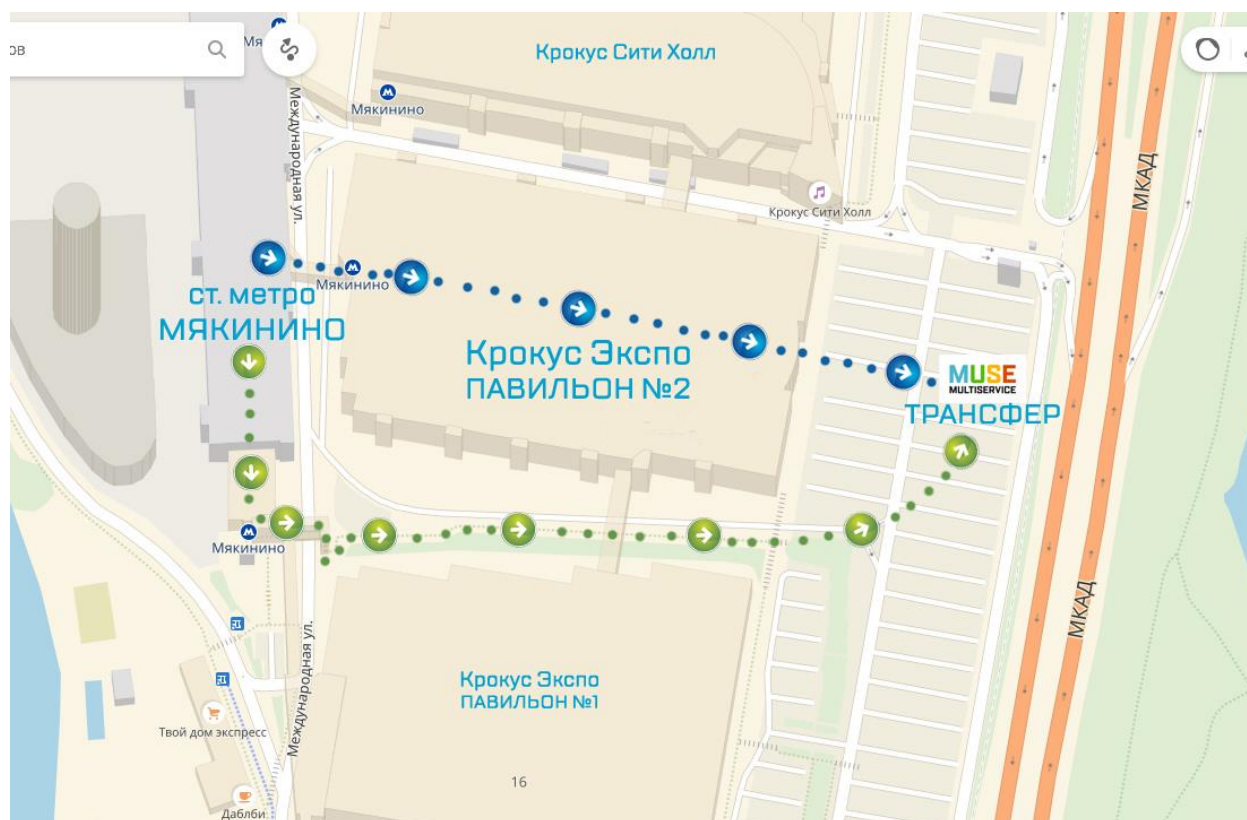 ов
Мя
Крокус Сити Холл
Мякинино
Международная ул.
МКАД
Крокус Сити Холл
Мякинино
ст. метро
МЯКИНИНО
Крокус Экспо
ПАВИЛЬОН №2
MUSE
MULTISERVICE
ТРАНСФЕР
Мякинино
МКАД
Международная ул.
Крокус Экспо
ПАВИЛЬОН №1
Твой дом экспресс
16
Даблби